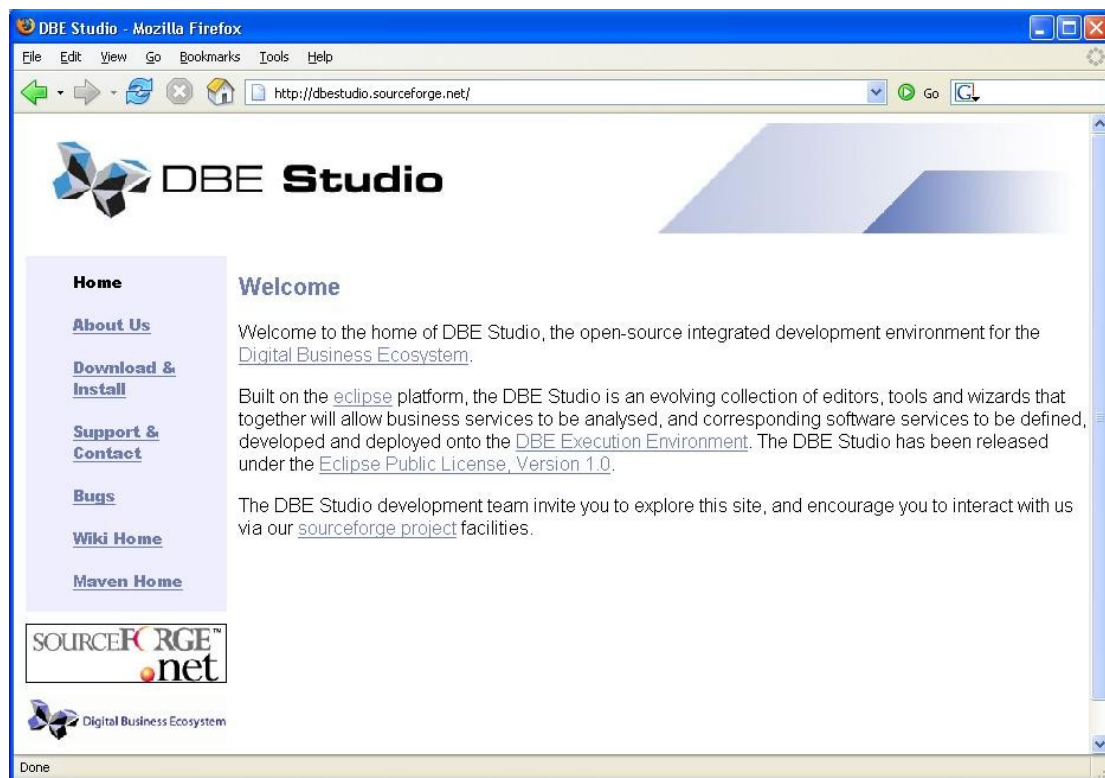 DBE Studio - Mozilla Firefox
File Edit View Go Bookmarks Tools Help
http://dbestudio.sourceforge.net/ Go G
DBE Studio
Home
About Us
Download &
Install
Support &
Contact
Bugs
Wiki Home
Maven Home
SOURCEFORGE™
.net
Digital Business Ecosystem
Welcome
Welcome to the home of DBE Studio, the open-source integrated development environment for the
Digital Business Ecosystem.
Built on the eclipse platform, the DBE Studio is an evolving collection of editors, tools and wizards that
together will allow business services to be analysed, and corresponding software services to be defined,
developed and deployed onto the DBE Execution Environment. The DBE Studio has been released
under the Eclipse Public License, Version 1.0.
The DBE Studio development team invite you to explore this site, and encourage you to interact with us
via our sourceforge project facilities.
Done